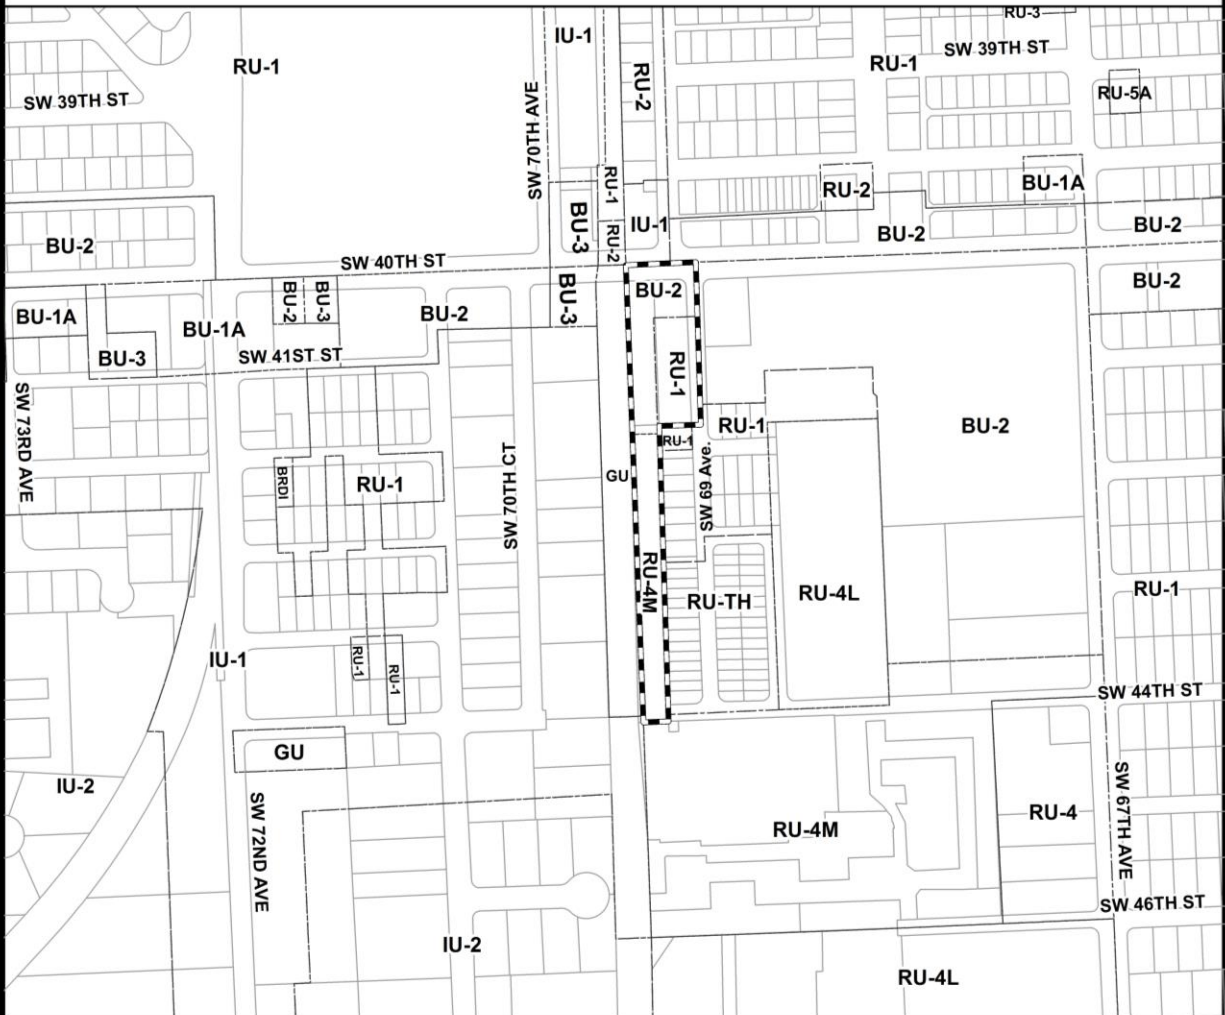 RU-3
IU-1
SW 39TH ST
RU-1
RU-1
RU-2
SW 70TH AVE
RU-5A
SW 39TH ST
RU-1
RU-2
BU-1A
BU-3
IU-1
BU-2
BU-2
BU-2
RU-2
SW 40TH ST
BU-2
BU-2
BU-3
BU-3
BU-2
BU-2
BU-1A
BU-1A
BU-3
SW 41ST ST
RU-1
SW 73RD AVE
RU-1
BU-2
RU-1
SW 70TH CT
GU
SW 69 Ave.
BRDI
RU-1
RU-4M
RU-TH
RU-4L
RU-1
IU-1
RU-1
RU-1
SW 44TH ST
GU
IU-2
SW 72ND AVE
RU-4M
RU-4
SW 67TH AVE
SW 46TH ST
IU-2
RU-4L